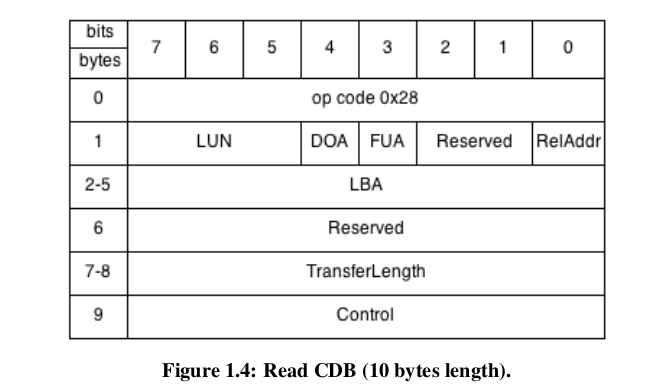 bits
bytes 7 6 5 4 3 2 1 0
0 op code 0x28
1 LUN DOA FUA Reserved RelAddr
2-5 LBA
6 Reserved
7-8 TransferLength
9 Control
Figure 1.4: Read CDB (10 bytes length).